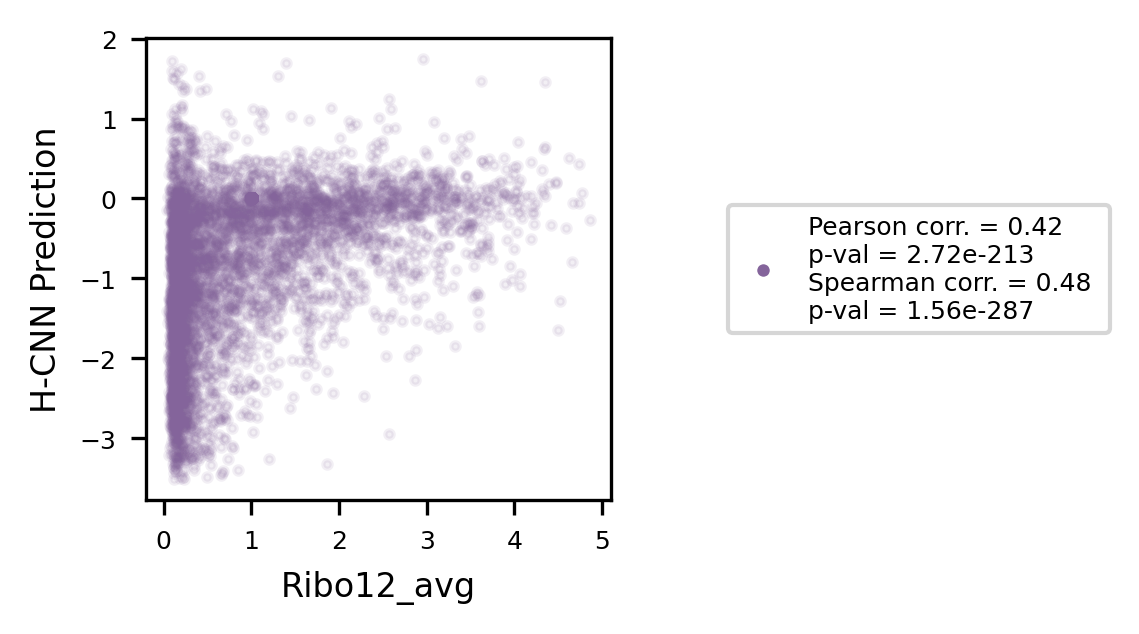 2
1
0
−1
−2
−3
H-CNN Prediction
0 1 2 3 4 5
Ribo12_avg
Pearson corr. = 0.42
p-val = 2.72e-213
Spearman corr. = 0.48
p-val = 1.56e-287